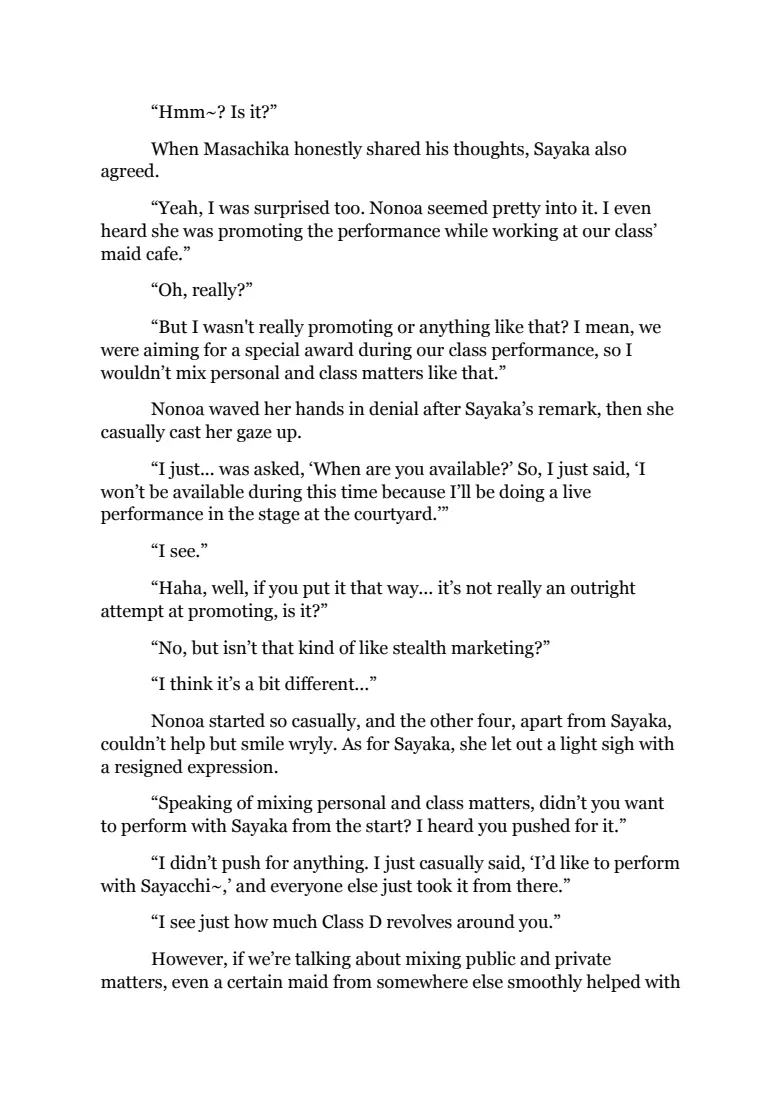 “Hmm~? Is it?”
When Masachika honestly shared his thoughts, Sayaka also
agreed.
“Yeah, I was surprised too. Nonoa seemed pretty into it. I even
heard she was promoting the performance while working at our class’
maid cafe.”
“Oh, really?”
“But I wasn't really promoting or anything like that? I mean, we
were aiming for a special award during our class performance, so I
wouldn’t mix personal and class matters like that.”
Nonoa waved her hands in denial after Sayaka’s remark, then she
casually cast her gaze up.
“I just... was asked, ‘When are you available?’ So, I just said, ‘I
won’t be available during this time because I’ll be doing a live
performance in the stage at the courtyard.’”
“I see.”
“Haha, well, if you put it that way... it’s not really an outright
attempt at promoting, is it?”
“No, but isn’t that kind of like stealth marketing?”
“I think it’s a bit different...”
Nonoa started so casually, and the other four, apart from Sayaka,
couldn’t help but smile wryly. As for Sayaka, she let out a light sigh with
a resigned expression.
“Speaking of mixing personal and class matters, didn’t you want
to perform with Sayaka from the start? I heard you pushed for it.”
“I didn’t push for anything. I just casually said, ‘I’d like to perform
with Sayacchi~,’ and everyone else just took it from there.”
“I see just how much Class D revolves around you.”
However, if we’re talking about mixing public and private
matters, even a certain maid from somewhere else smoothly helped with